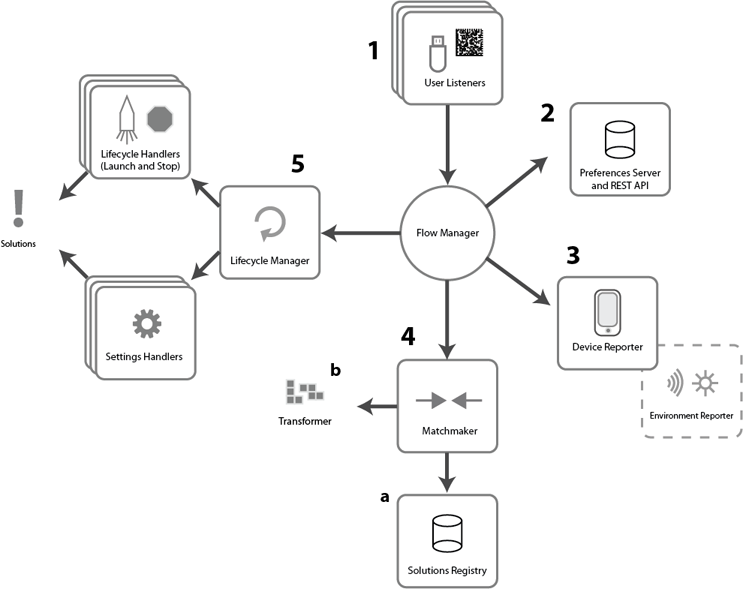 1
User Listeners
2
Preferences Server
and REST API
Lifecycle Handlers
(Launch and Stop)
5
Solutions
Lifecycle Manager
Flow Manager
3
Device Reporter
Settings Handlers
4
b
Transformer
Matchmaker
Environment Reporter
a
Solutions Registry